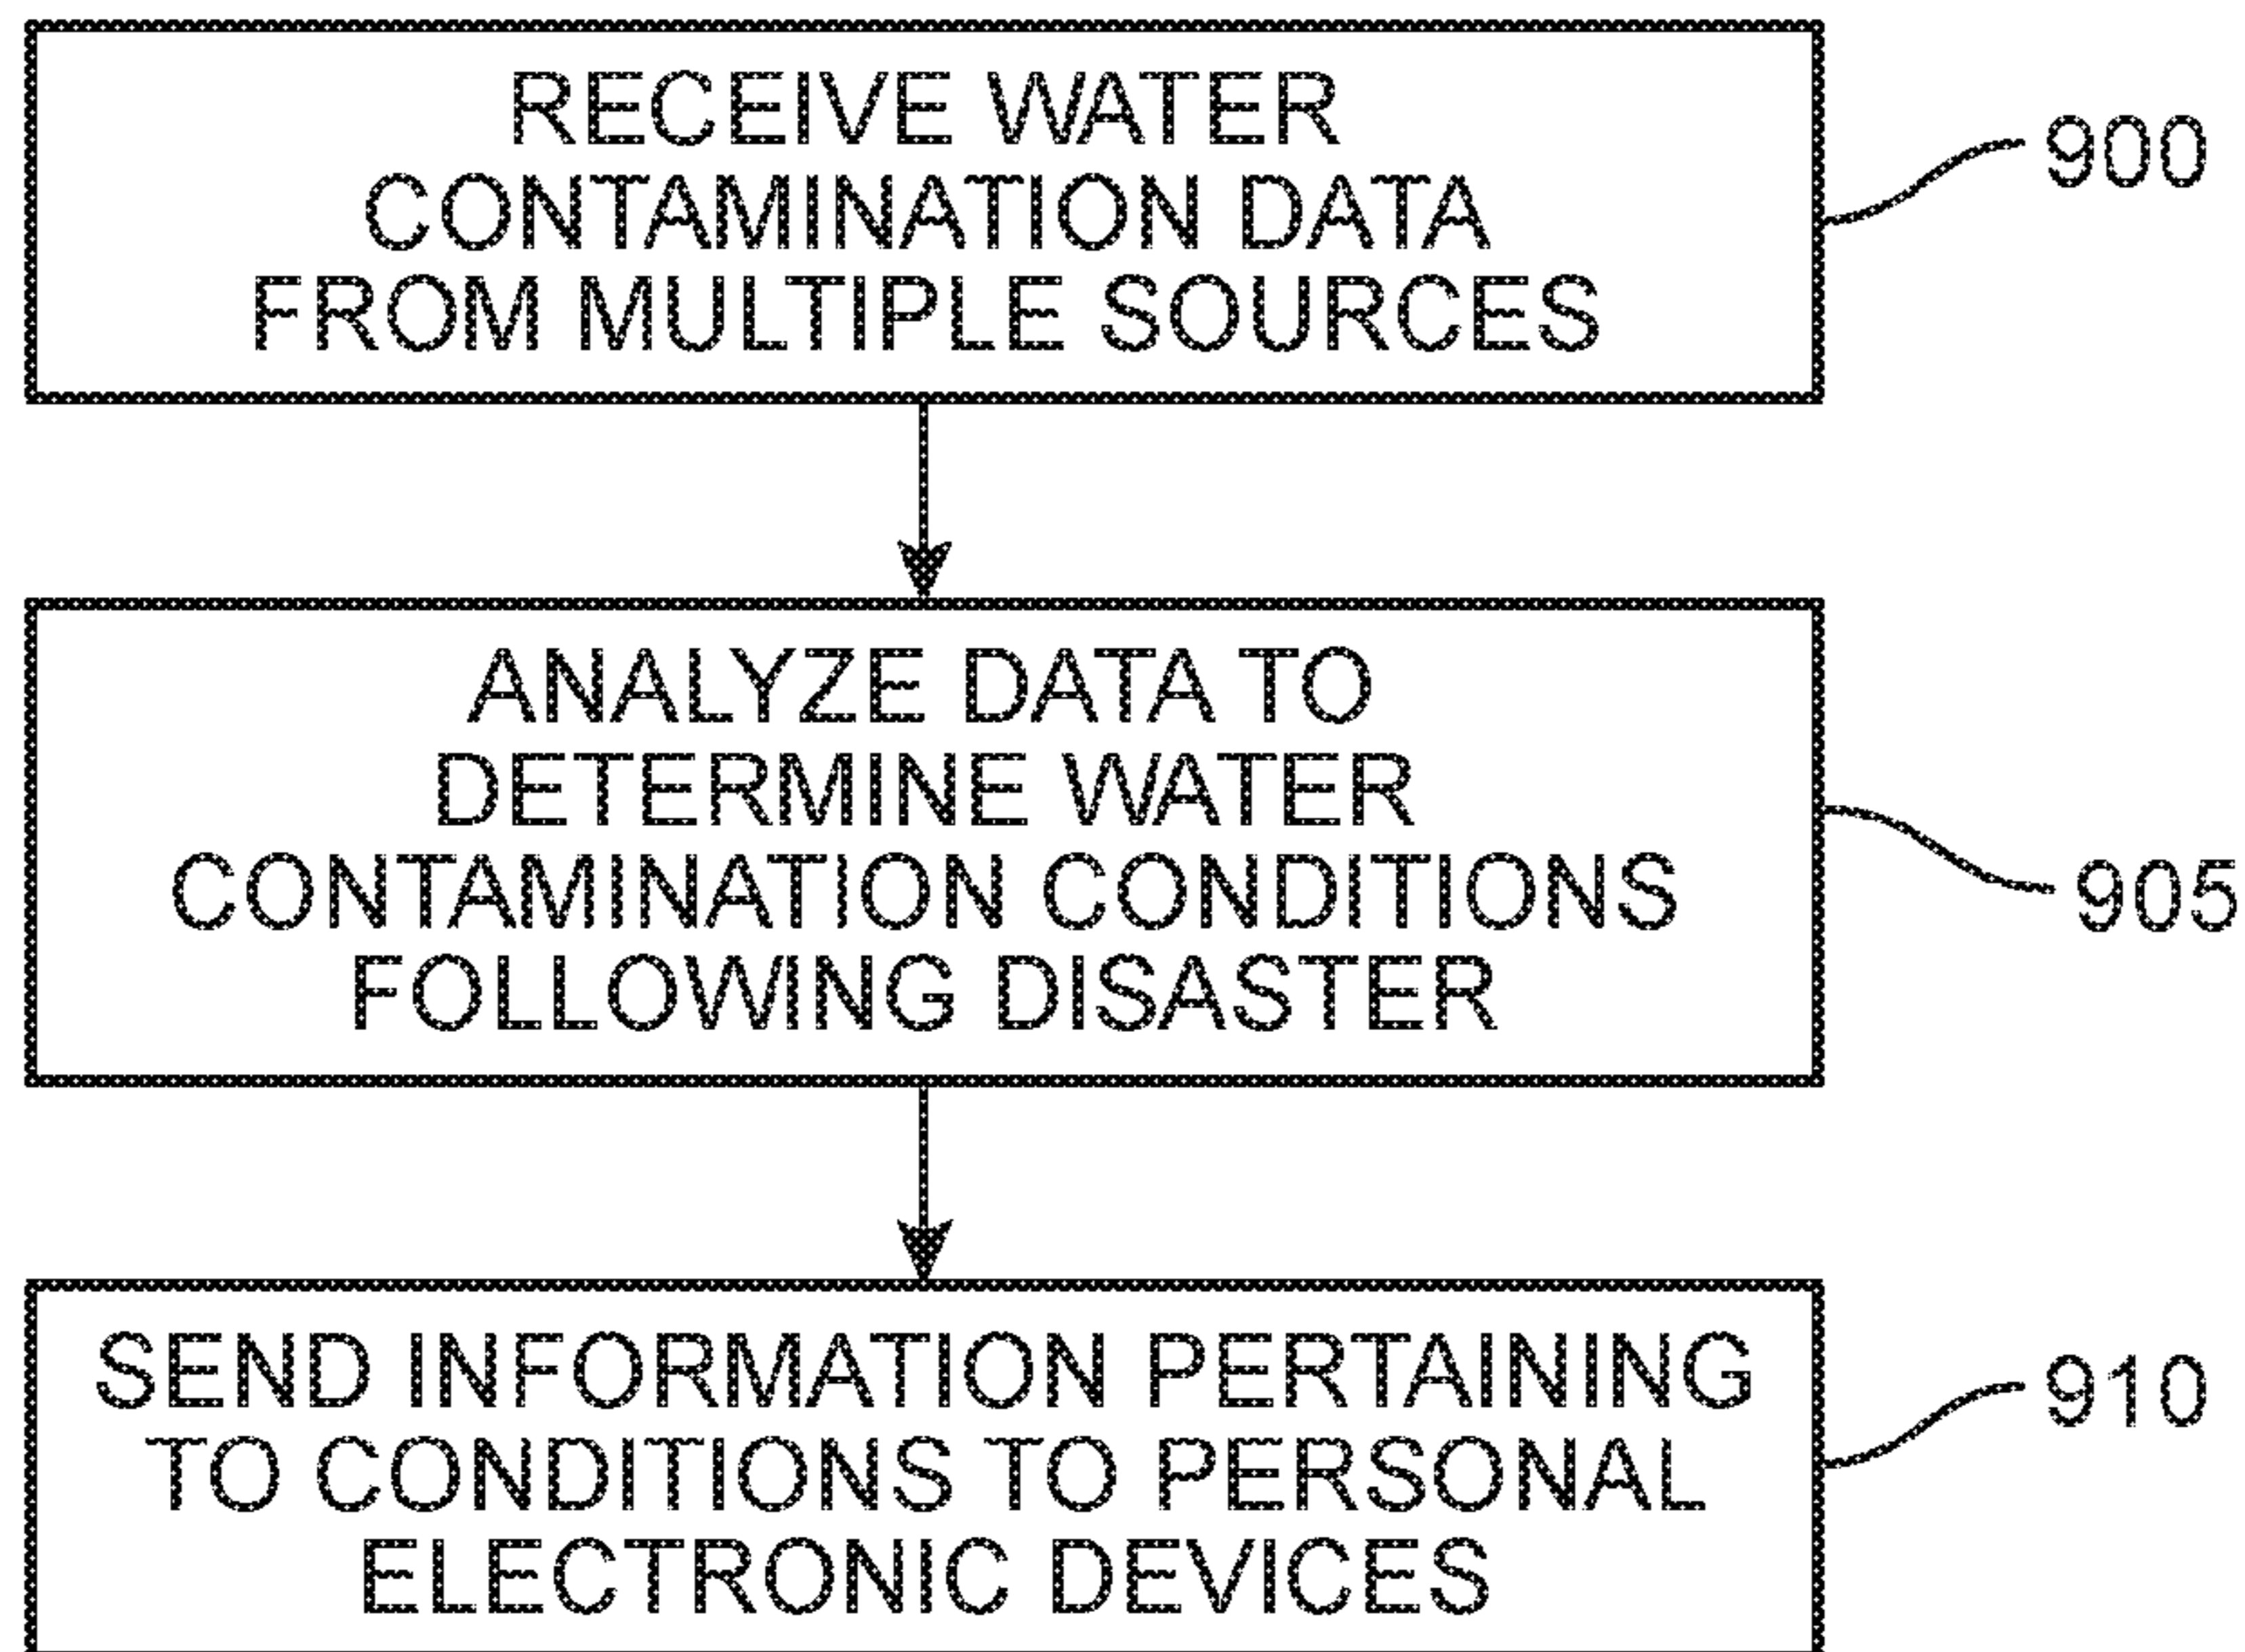 RECEIVE WATER
CONTAMINATION DATA
FROM MULTIPLE SOURCES
900
ANALYZE DATA TO
DETERMINE WATER
CONTAMINATION CONDITIONS
FOLLOWING DISASTER
905
SEND INFORMATION PERTAINING
TO CONDITIONS TO PERSONAL
ELECTRONIC DEVICES
910